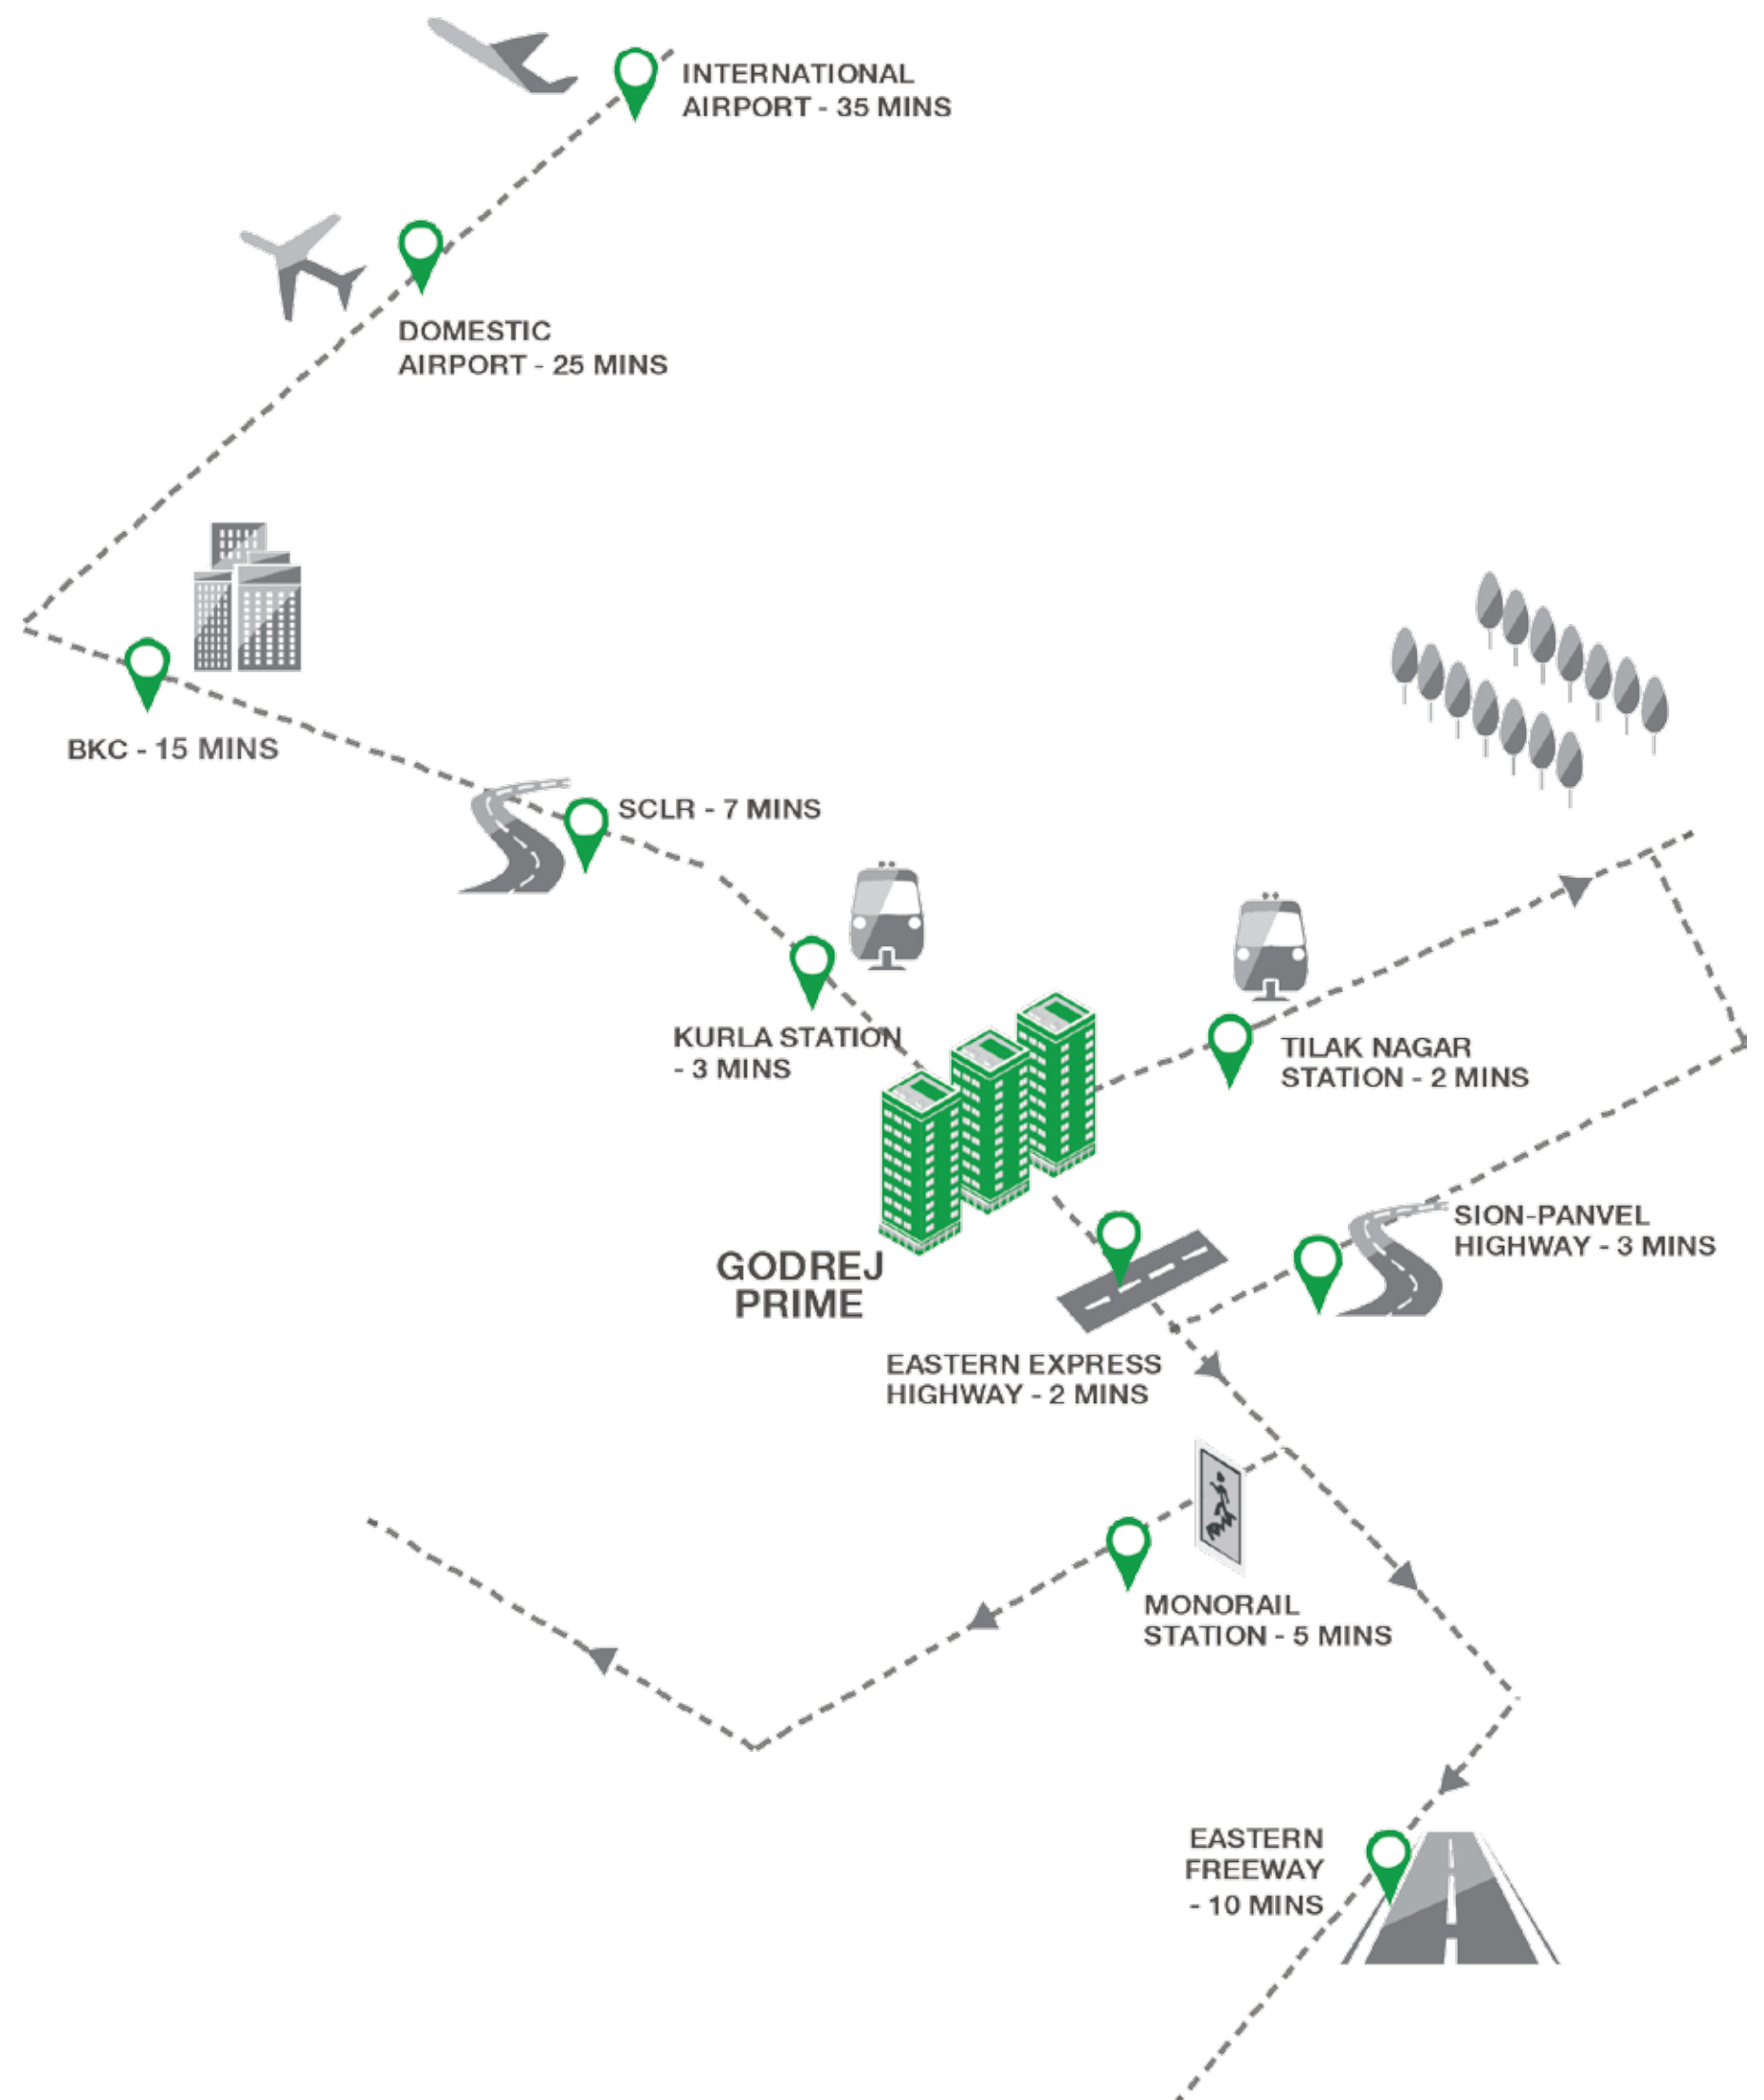 INTERNATIONAL
AIRPORT - 35 MINS
DOMESTIC
AIRPORT - 25 MINS
BKC - 15 MINS
SCLR - 7 MINS
KURLA STATION
- 3 MINS
TILAK NAGAR
STATION - 2 MINS
GODREJ
PRIME
SION-PANVEL
HIGHWAY - 3 MINS
EASTERN EXPRESS
HIGHWAY - 2 MINS
MONORAIL
STATION - 5 MINS
EASTERN
FREEWAY
- 10 MINS